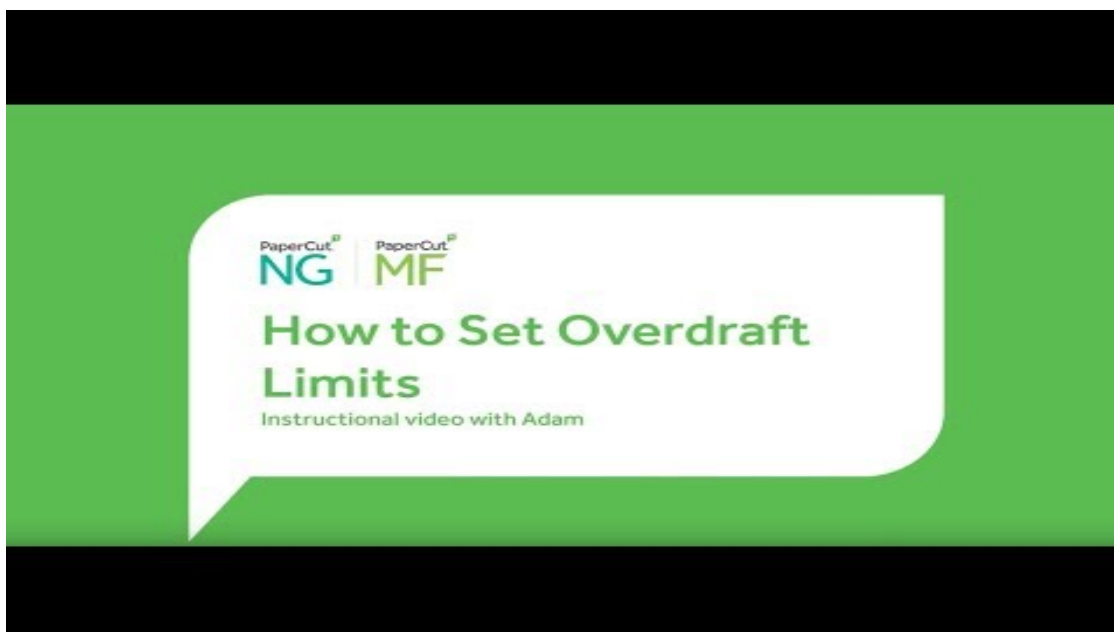 PaperCut PaperCut
NG MF
How to Set Overdraft
Limits
Instructional video with Adam